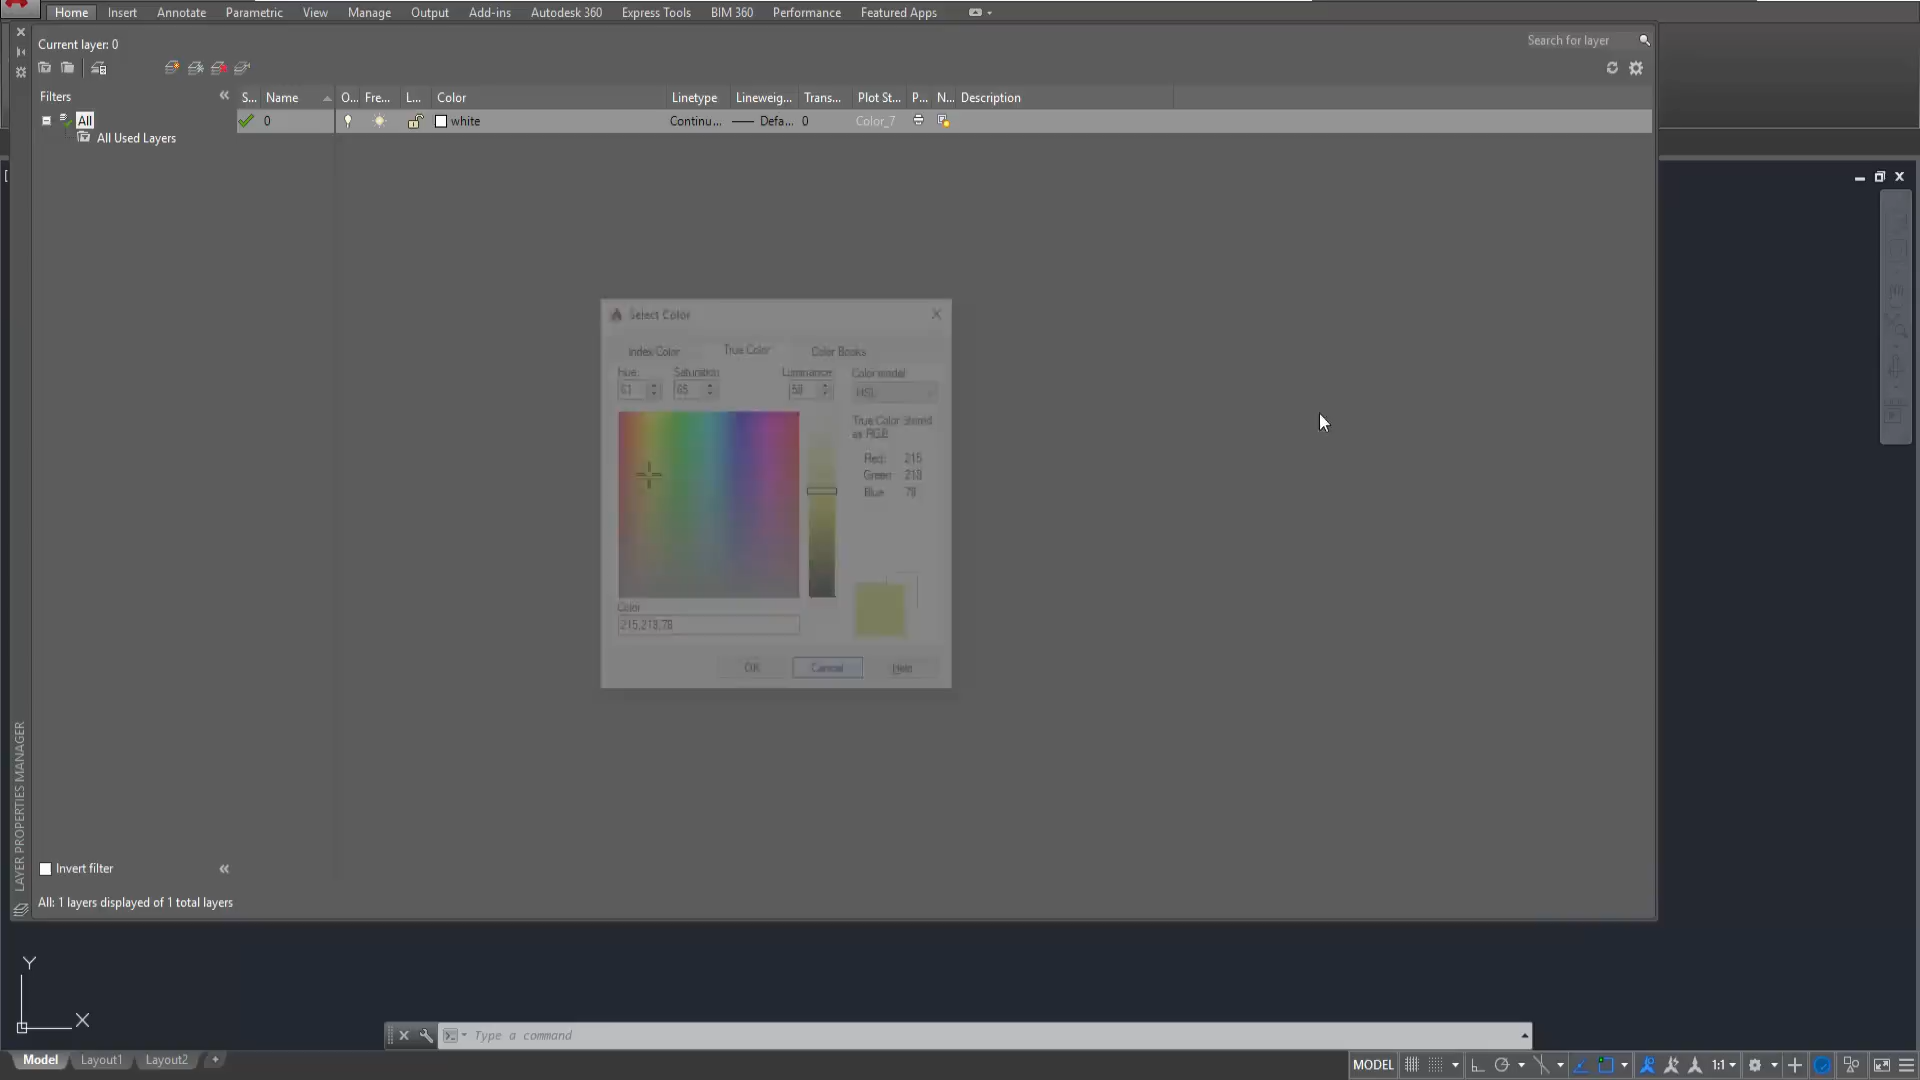 Home Insert Annotate Parametric View Manage Output Add-ins Autodesk 360 Express Tools BIM 360 Performance Featured Apps
Current layer: 0
Search for layer
Filters
S... Name O... Fre... L... Color Linetype Lineweig... Trans... Plot St... P... N... Description
All
0 white Continu... Defa... 0 Color_7
All Used Layers
Select Color
Index Color True Color Color Books
Hue: Saturation: Luminance: Color model:
61 65 58 HSL
True Color stored
as RGB
Red: 215
Green: 218
Blue: 78
Color
215,218,78
OK Cancel Help
LAYER PROPERTIES MANAGER
Invert filter
All: 1 layers displayed of 1 total layers
Y
X
Type a command
Model Layout1 Layout2 +
MODEL 1:1